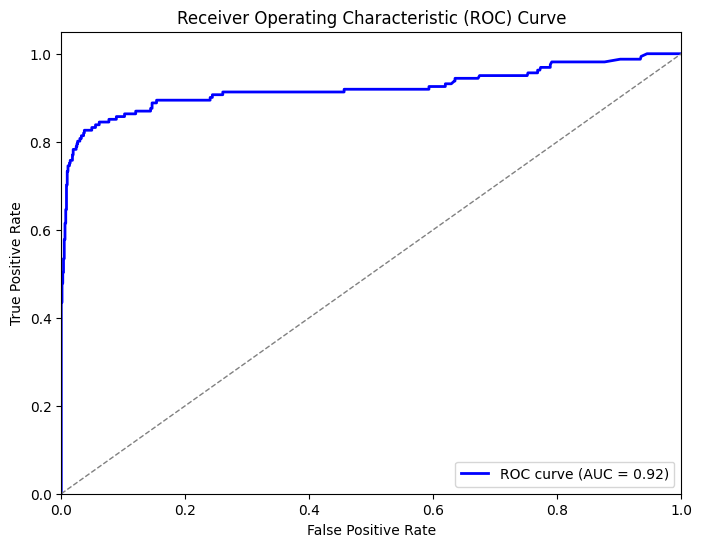 Receiver Operating Characteristic (ROC) Curve
1.0
0.8
0.6
0.4
0.2
0.0
True Positive Rate
ROC curve (AUC = 0.92)
0.0 0.2 0.4 0.6 0.8 1.0
False Positive Rate